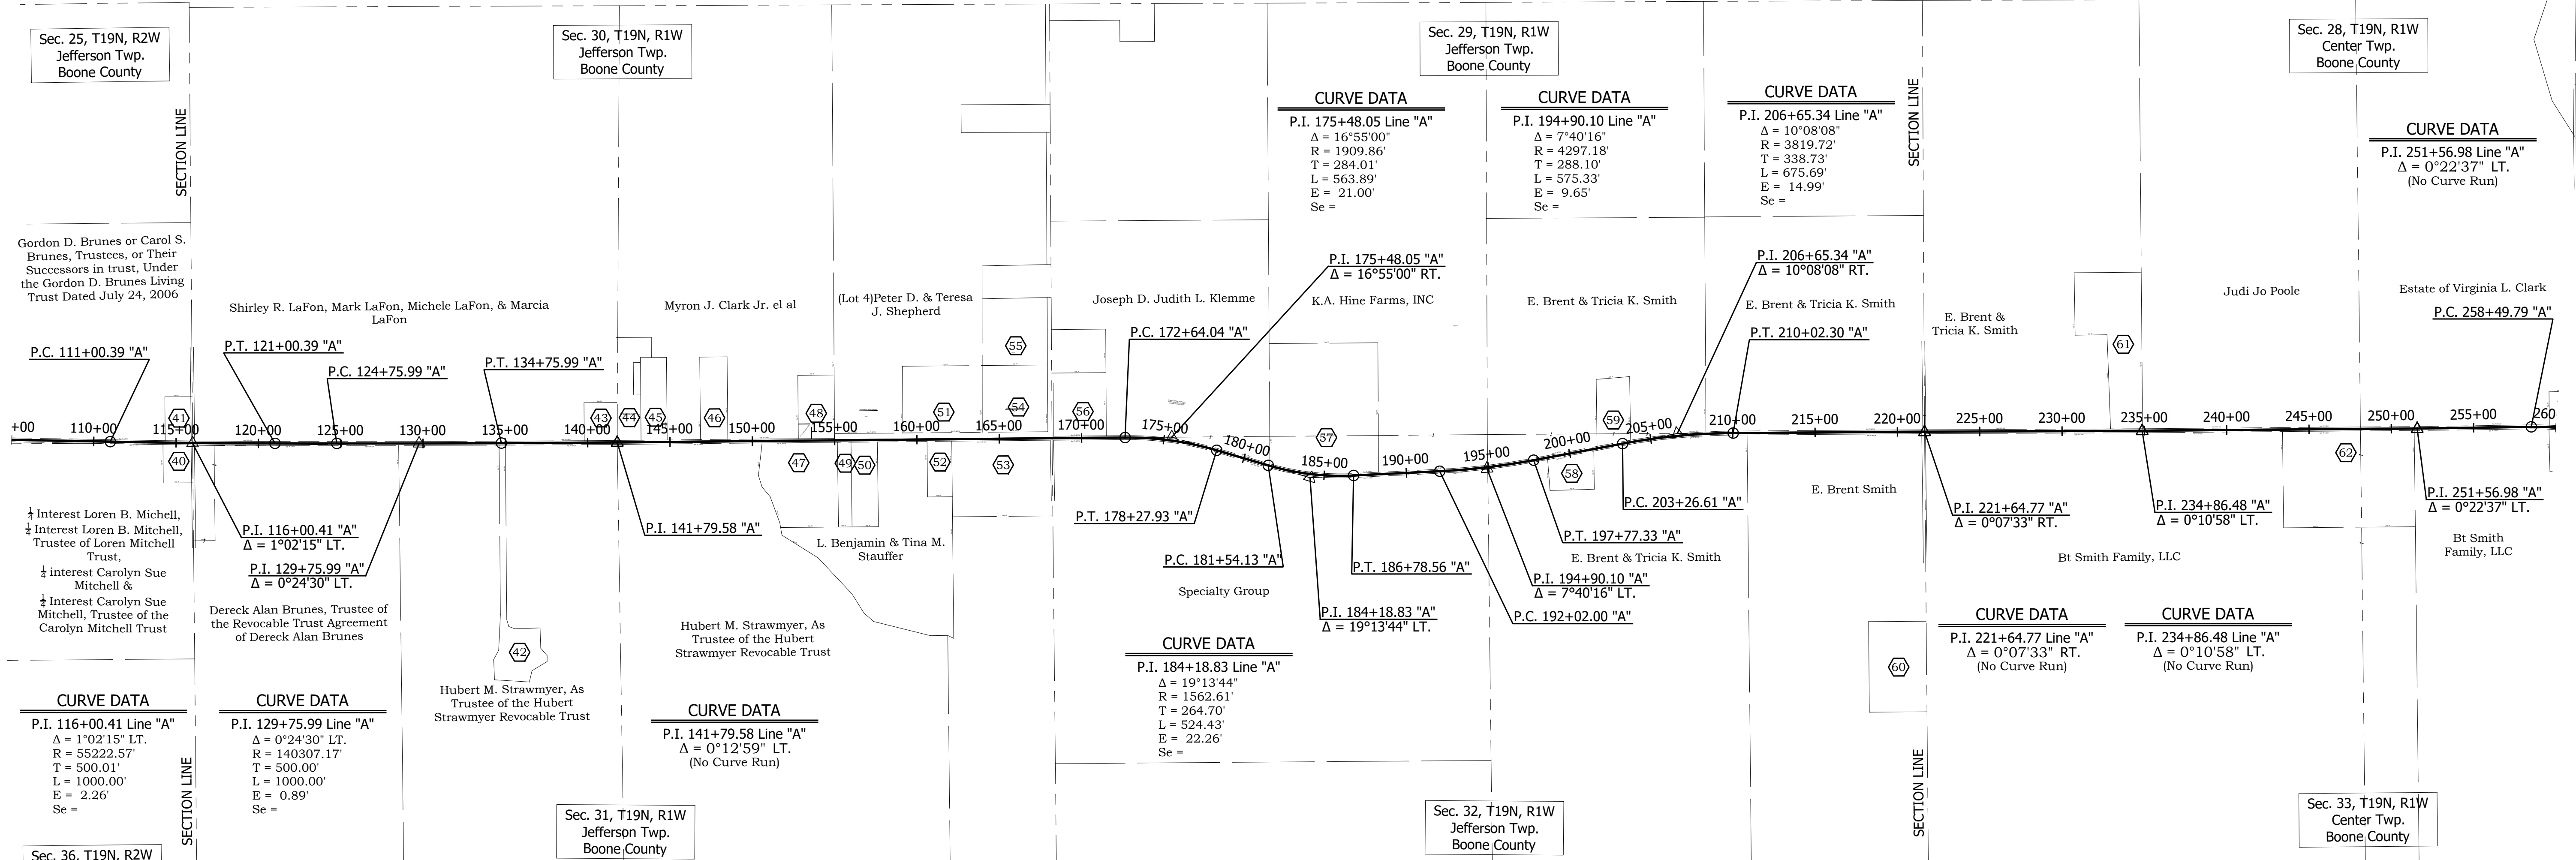 Sec. 25, T19N, R2W
Jefferson Twp.
Boone County
Sec. 30, T19N, R1W
Jefferson Twp.
Boone County
Sec. 29, T19N, R1W
Jefferson Twp.
Boone County
Sec. 28, T19N, R1W
Center Twp.
Boone County
SECTION LINE
SECTION LINE
CURVE DATA
P.I. 175+48.05 Line "A"
Δ = 16°55'00"
R = 1909.86'
T = 284.01'
L = 563.89'
E = 21.00'
Se =
CURVE DATA
P.I. 194+90.10 Line "A"
Δ = 7°40'16"
R = 4297.18'
T = 288.10'
L = 575.33'
E = 9.65'
Se =
CURVE DATA
P.I. 206+65.34 Line "A"
Δ = 10°08'08"
R = 3819.72'
T = 338.73'
L = 675.69'
E = 14.99'
Se =
CURVE DATA
P.I. 251+56.98 Line "A"
Δ = 0°22'37" LT.
(No Curve Run)
Gordon D. Brunes or Carol S.
Brunes, Trustees, or Their
Successors in trust, Under
the Gordon D. Brunes Living
Trust Dated July 24, 2006
Shirley R. LaFon, Mark LaFon, Michele LaFon, & Marcia
LaFon
Myron J. Clark Jr. el al
(Lot 4)Peter D. & Teresa
J. Shepherd
Joseph D. Judith L. Klemme
K.A. Hine Farms, INC
E. Brent & Tricia K. Smith
E. Brent & Tricia K. Smith
E. Brent &
Tricia K. Smith
Judi Jo Poole
Estate of Virginia L. Clark
P.C. 111+00.39 "A"
P.T. 121+00.39 "A"
P.C. 124+75.99 "A"
P.T. 134+75.99 "A"
P.C. 172+64.04 "A"
P.I. 175+48.05 "A"
Δ = 16°55'00" RT.
P.I. 206+65.34 "A"
Δ = 10°08'08" RT.
P.T. 210+02.30 "A"
P.C. 258+49.79 "A"
41
43
44
45
46
48
51
54
55
56
57
59
61
+00
110+00
115+00
120+00
125+00
130+00
135+00
140+00
145+00
150+00
155+00
160+00
165+00
170+00
175+00
180+00
185+00
190+00
195+00
200+00
205+00
210+00
215+00
220+00
225+00
230+00
235+00
240+00
245+00
250+00
255+00
260
40
47
49
50
52
53
58
62
P.I. 116+00.41 "A"
Δ = 1°02'15" LT.
P.I. 129+75.99 "A"
Δ = 0°24'30" LT.
P.I. 141+79.58 "A"
P.T. 178+27.93 "A"
P.C. 181+54.13 "A"
P.I. 184+18.83 "A"
Δ = 19°13'44" LT.
P.T. 186+78.56 "A"
P.C. 192+02.00 "A"
P.I. 194+90.10 "A"
Δ = 7°40'16" LT.
P.T. 197+77.33 "A"
P.C. 203+26.61 "A"
P.I. 221+64.77 "A"
Δ = 0°07'33" RT.
P.I. 234+86.48 "A"
Δ = 0°10'58" LT.
P.I. 251+56.98 "A"
Δ = 0°22'37" LT.
¼ Interest Loren B. Michell,
¼ Interest Loren B. Mitchell,
Trustee of Loren Mitchell
Trust,
¼ interest Carolyn Sue
Mitchell &
¼ Interest Carolyn Sue
Mitchell, Trustee of the
Carolyn Mitchell Trust
Dereck Alan Brunes, Trustee of
the Revocable Trust Agreement
of Dereck Alan Brunes
42
Hubert M. Strawmyer, As
Trustee of the Hubert
Strawmyer Revocable Trust
Hubert M. Strawmyer, As
Trustee of the Hubert
Strawmyer Revocable Trust
L. Benjamin & Tina M.
Stauffer
Specialty Group
E. Brent & Tricia K. Smith
E. Brent Smith
Bt Smith Family, LLC
Bt Smith
Family, LLC
60
CURVE DATA
P.I. 116+00.41 Line "A"
Δ = 1°02'15" LT.
R = 55222.57'
T = 500.01'
L = 1000.00'
E = 2.26'
Se =
CURVE DATA
P.I. 129+75.99 Line "A"
Δ = 0°24'30" LT.
R = 140307.17'
T = 500.00'
L = 1000.00'
E = 0.89'
Se =
CURVE DATA
P.I. 141+79.58 Line "A"
Δ = 0°12'59" LT.
(No Curve Run)
CURVE DATA
P.I. 184+18.83 Line "A"
Δ = 19°13'44"
R = 1562.61'
T = 264.70'
L = 524.43'
E = 22.26'
Se =
CURVE DATA
P.I. 221+64.77 Line "A"
Δ = 0°07'33" RT.
(No Curve Run)
CURVE DATA
P.I. 234+86.48 Line "A"
Δ = 0°10'58" LT.
(No Curve Run)
SECTION LINE
SECTION LINE
Sec. 36, T19N, R2W
Sec. 31, T19N, R1W
Jefferson Twp.
Boone County
Sec. 32, T19N, R1W
Jefferson Twp.
Boone County
Sec. 33, T19N, R1W
Center Twp.
Boone County